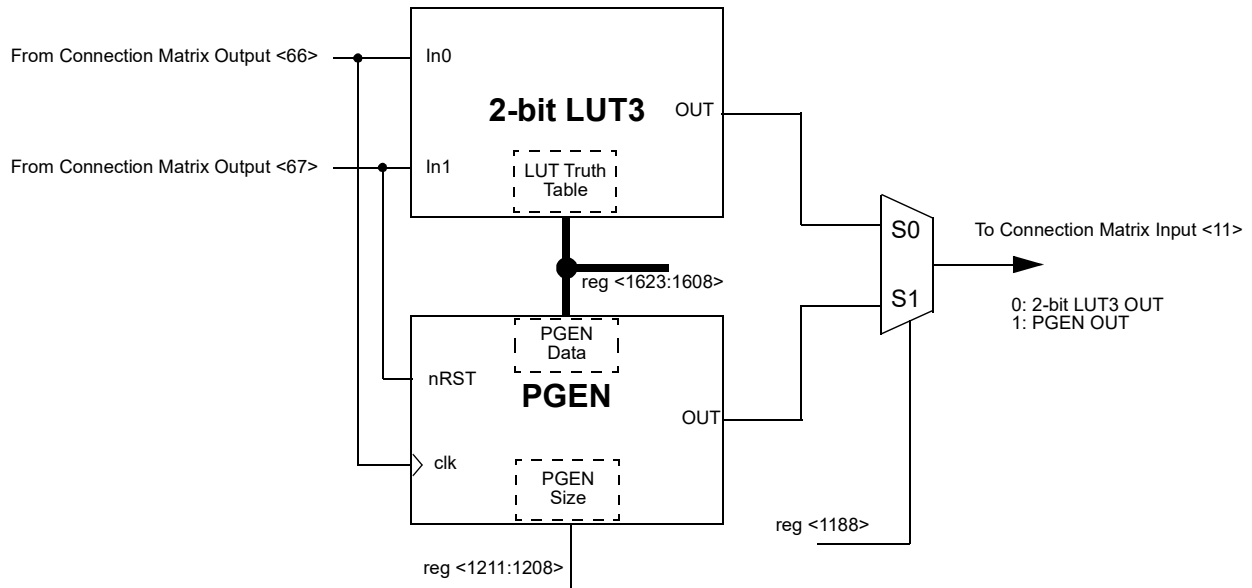 From Connection Matrix Output <66>
In0
2-bit LUT3
OUT
From Connection Matrix Output <67>
In1
LUT Truth
Table
S0
To Connection Matrix Input <11>
reg <1623:1608>
S1
0: 2-bit LUT3 OUT
1: PGEN OUT
PGEN
Data
nRST
PGEN
OUT
clk
PGEN
Size
reg <1188>
reg <1211:1208>